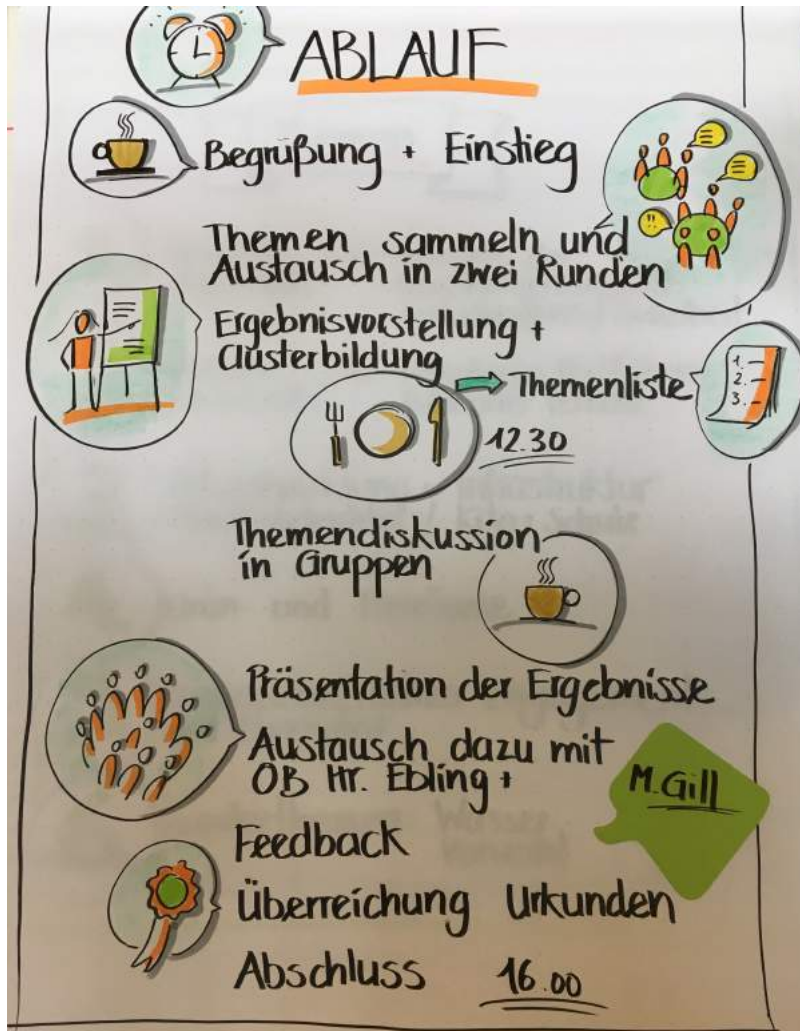 ABLAUF
Begrüßung + Einstieg
Themen sammeln und
Austausch in zwei Runden
Ergebnisvorstellung +
Clusterbildung
→ Themenliste
1.
2.
3.
12.30
Themendiskussion
in Gruppen
Präsentation der Ergebnisse
Austausch dazu mit
OB Hr. Ebling +
M. Gill
Feedback
Überreichung Urkunden
Abschluss 16.00